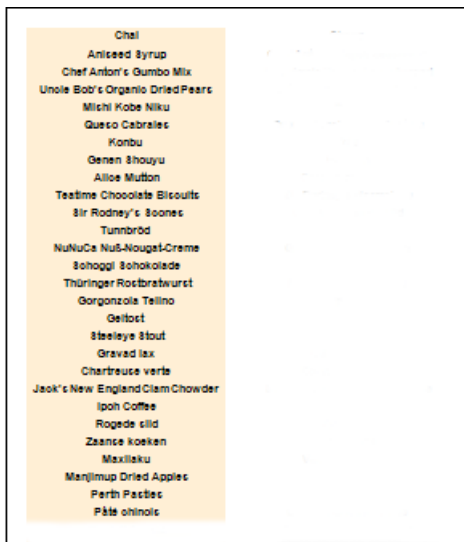 Chai
Aniseed Syrup
Chef Anton's Gumbo Mix
Uncle Bob's Organic Dried Pears
Mishi Kobe Niku
Queso Cabrales
Konbu
Genen Shouyu
Alice Mutton
Teatime Chocolate Biscuits
Sir Rodney's Scones
Tunnbröd
NuNuCa Nuß-Nougat-Creme
Schoggi Schokolade
Thüringer Rostbratwurst
Gorgonzola Telino
Geitost
Steeleye Stout
Gravad lax
Chartreuse verte
Jack's New England Clam Chowder
Ipoh Coffee
Rogede sild
Zaanse koeken
Maxilaku
Manjimup Dried Apples
Perth Pasties
Pâté chinois